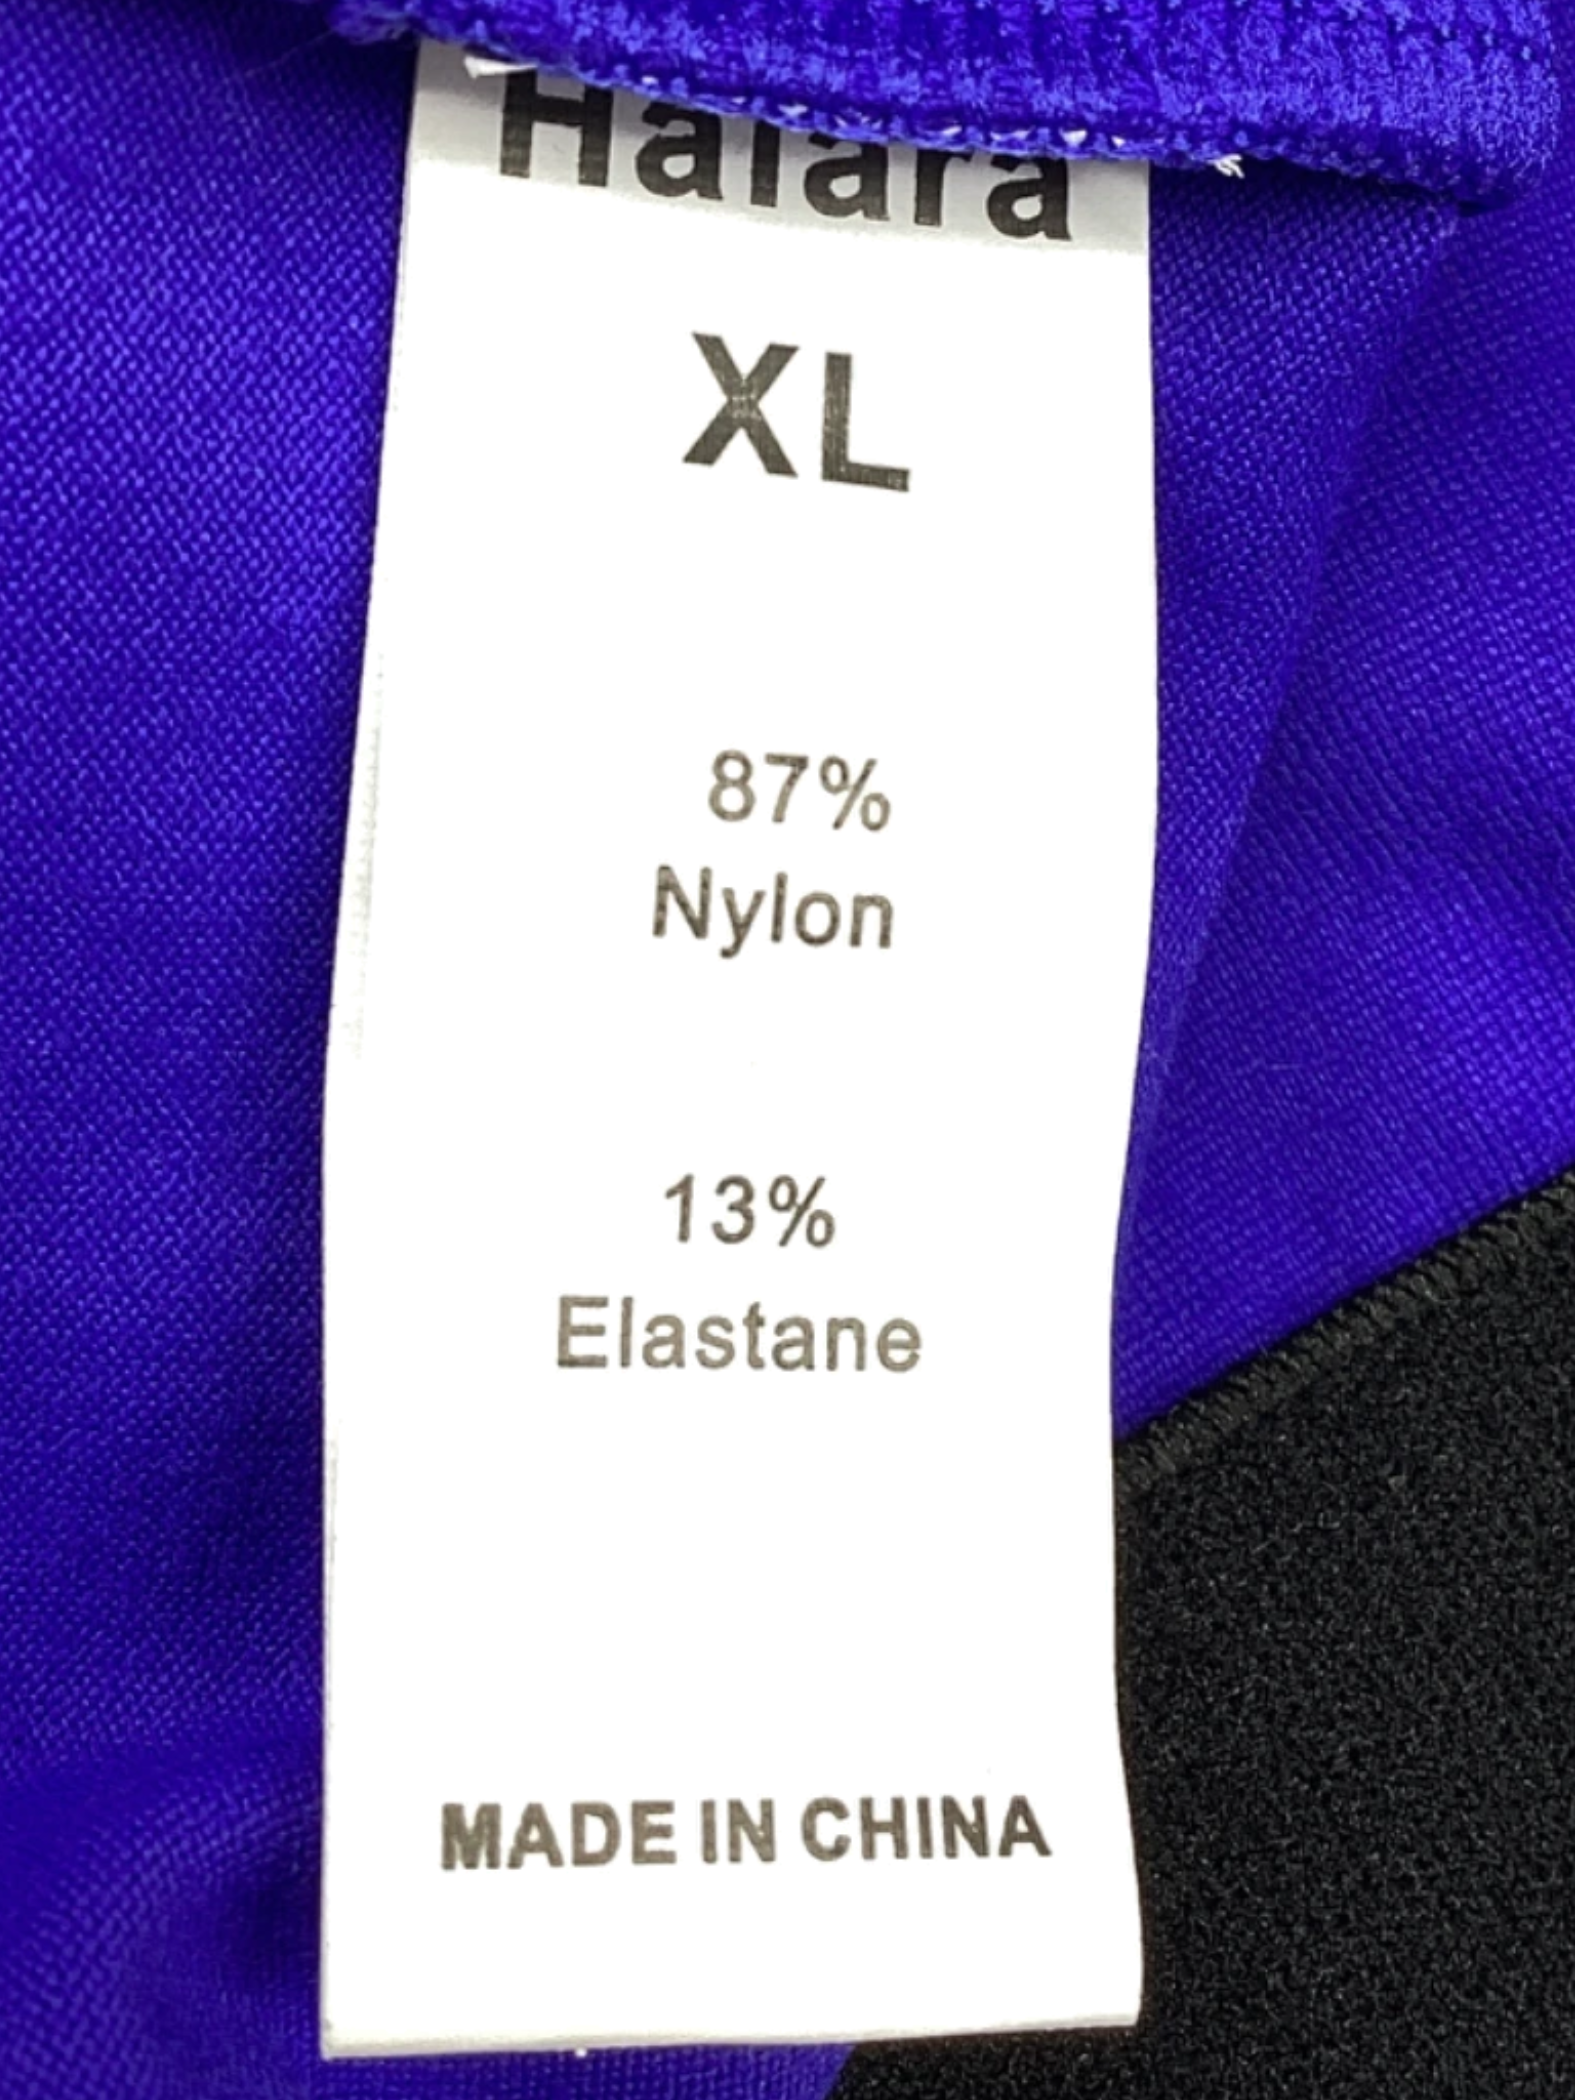 Halara
XL
87%
Nylon
13%
Elastane
MADE IN CHINA